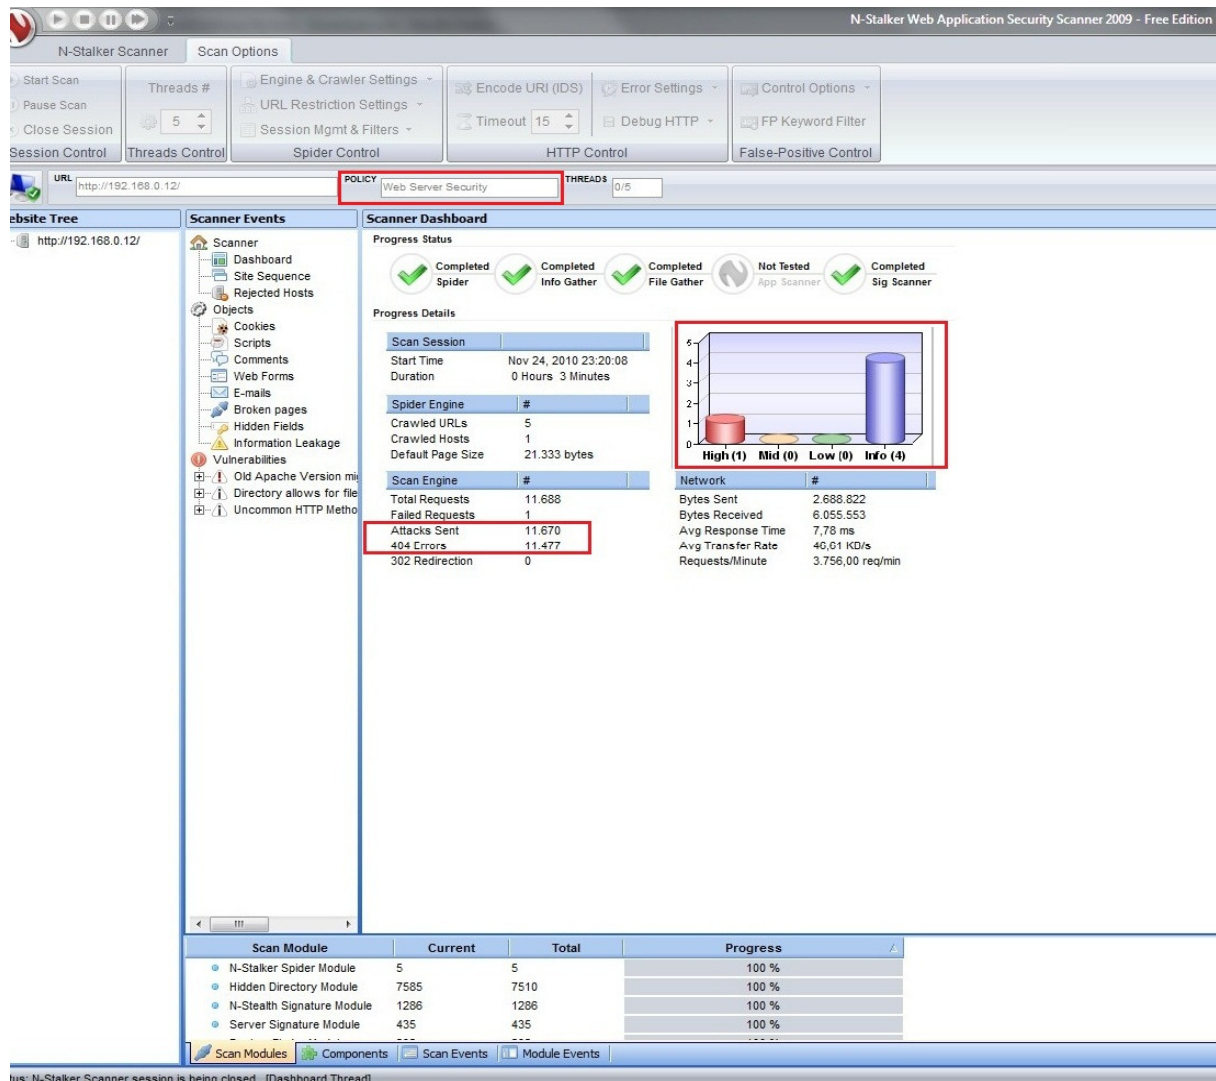 N-Stalker Web Application Security Scanner 2009 - Free Edition
N-Stalker Scanner Scan Options
Start Scan
Pause Scan
Close Session
Session Control
Threads #
5
Threads Control
Engine & Crawler Settings
URL Restriction Settings
Session Mgmt & Filters
Spider Control
Encode URI (IDS)
Timeout 15
Error Settings
Debug HTTP
HTTP Control
Control Options
FP Keyword Filter
False-Positive Control
URL http://192.168.0.12/
POLICY Web Server Security
THREADS 0/5
ebsite Tree
http://192.168.0.12/
Scanner Events
Scanner
Dashboard
Site Sequence
Rejected Hosts
Objects
Cookies
Scripts
Comments
Web Forms
E-mails
Broken pages
Hidden Fields
Information Leakage
Vulnerabilities
Old Apache Version mi
Directory allows for file
Uncommon HTTP Metho
Scanner Dashboard
Progress Status
Completed
Spider
Completed
Info Gather
Completed
File Gather
Not Tested
App Scanner
Completed
Sig Scanner
Progress Details
Scan Session
Start Time Nov 24, 2010 23:20:08
Duration 0 Hours 3 Minutes
Spider Engine #
Crawled URLs 5
Crawled Hosts 1
Default Page Size 21.333 bytes
Scan Engine #
Total Requests 11.688
Failed Requests 1
Attacks Sent 11.670
404 Errors 11.477
302 Redirection 0
5
4
3
2
1
0
High (1) Mid (0) Low (0) Info (4)
Network #
Bytes Sent 2.688.822
Bytes Received 6.055.553
Avg Response Time 7,78 ms
Avg Transfer Rate 46,61 KB/s
Requests/Minute 3.756,00 req/min
Scan Module Current Total Progress
N-Stalker Spider Module 5 5 100 %
Hidden Directory Module 7585 7510 100 %
N-Stealth Signature Module 1286 1286 100 %
Server Signature Module 435 435 100 %
Scan Modules Components Scan Events Module Events
tus: N-Stalker Scanner session is being closed [Dashboard Thread]